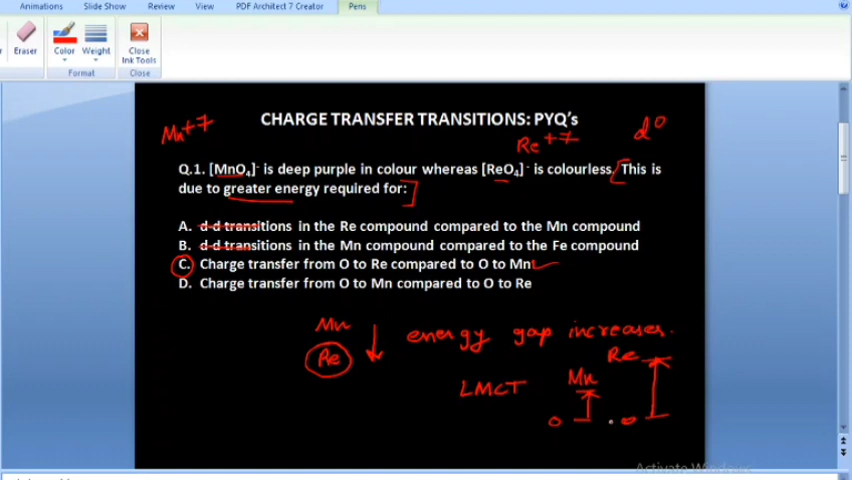 Animations Slide Show Review View PDF Architect 7 Creator Pens
Eraser Color Weight Close
Ink Tools
Format Close
CHARGE TRANSFER TRANSITIONS: PYQ's
Mn+7 Re+7 d0
Q.1. [MnO4]- is deep purple in colour whereas [ReO4]- is colourless. [This is
due to greater energy required for:]
A. d-d transitions in the Re compound compared to the Mn compound
B. d-d transitions in the Mn compound compared to the Fe compound
C. Charge transfer from O to Re compared to O to Mn
D. Charge transfer from O to Mn compared to O to Re
Mn energy gap increases.
Re Re
LMCT Mn
O O
Activate Windows